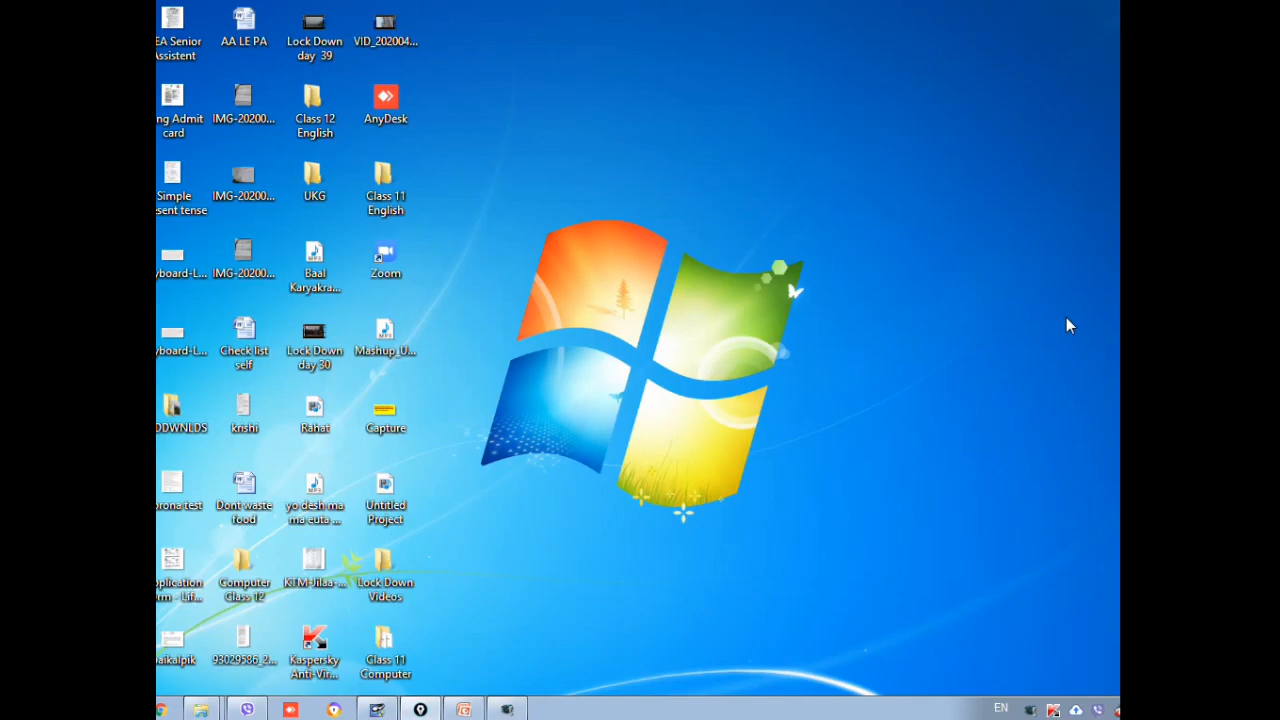 EA Senior
Assistent
AA LE PA
Lock Down
day 39
VID_202004...
ng Admit
card
IMG-20200...
Class 12
English
AnyDesk
Simple
esent tense
IMG-20200...
UKG
Class 11
English
yboard-L...
IMG-20200...
Baal
Karyakra...
Zoom
yboard-L...
Check list
self
Lock Down
day 30
Mashup_U...
DDWNLDS
krishi
Rahat
Capture
orona test
Dont waste
food
yo desh ma
ma euta ...
Untitled
Project
pplication
orm - Lif...
Computer
Class 12
KTM-Jilaa-...
Lock Down
Videos
aikalpik
93029586_2...
Kaspersky
Anti-Vir...
Class 11
Computer
EN